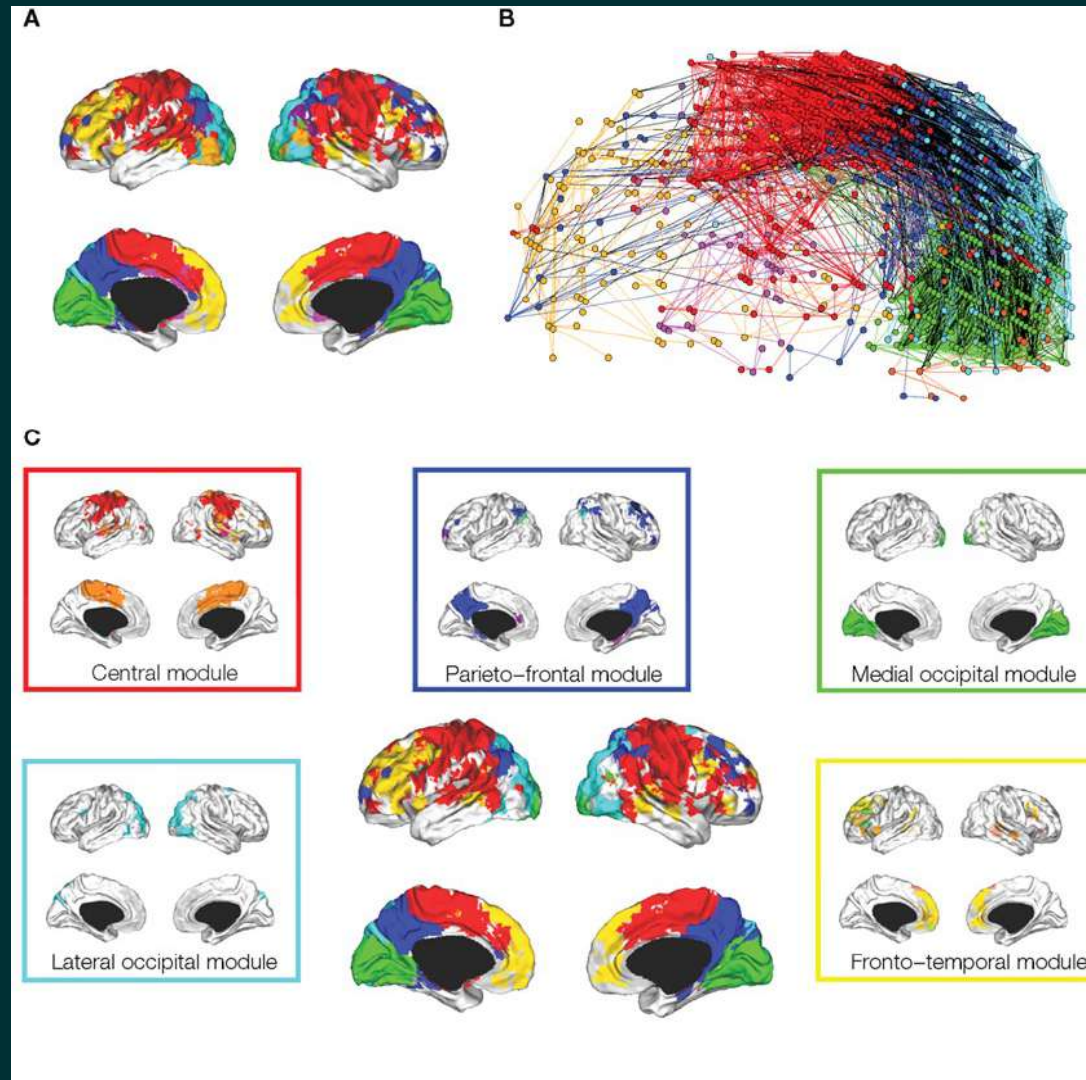 A
B
C
Central module
Parieto–frontal module
Medial occipital module
Lateral occipital module
Fronto–temporal module